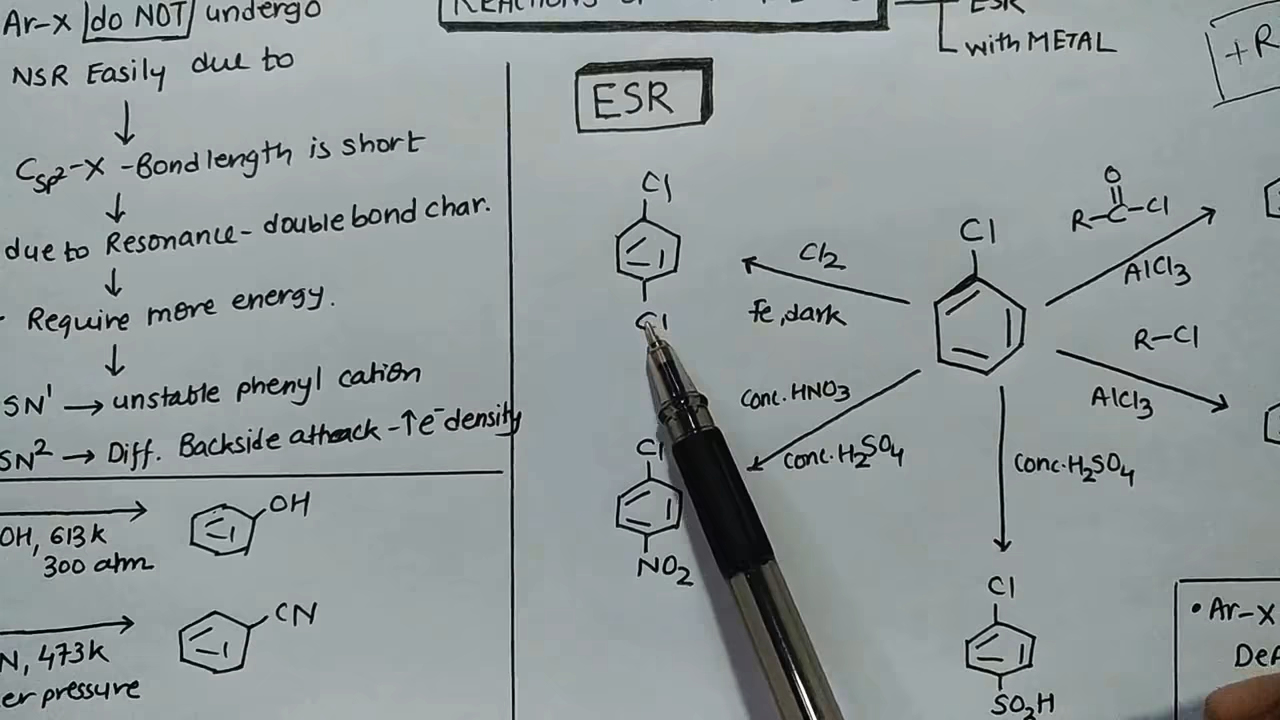 Ar-X do NOT undergo
NSR Easily due to
Csp2-X -Bond length is short
due to Resonance - double bond char.
Require more energy.
SN1 → unstable phenyl cation
SN2 → Diff. Backside attack - ↑e- density
OH, 613k
300 atm
OH
N, 473k
er pressure
CN
REACTIONS OF
ESR
with METAL
+R
ESR
Cl
Cl
Cl2
Fe, dark
Cl
O
R-C-Cl
AlCl3
R-Cl
AlCl3
Conc. HNO3
Conc. H2SO4
Cl
NO2
Conc. H2SO4
Cl
SO3H
• Ar-X